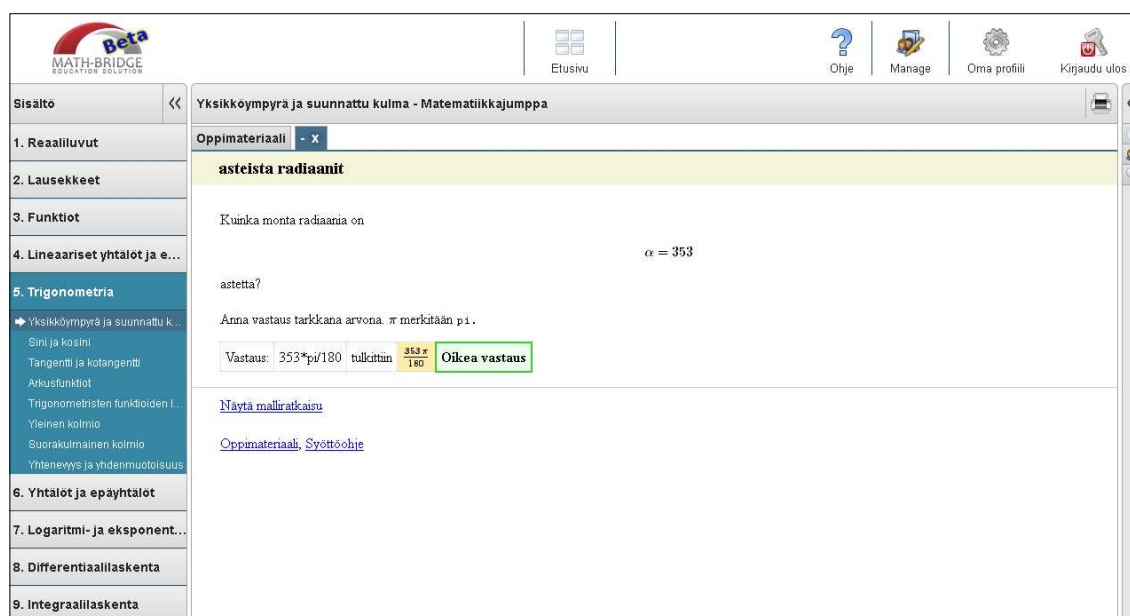 Beta
MATH-BRIDGE
EDUCATION SOLUTION
Etusivu
Ohje
Manage
Oma profiili
Kirjaudu ulos
Sisältö
Yksikköympyrä ja suunnattu kulma - Matematiikkajumppa
1. Reaaliluvut
2. Lausekkeet
3. Funktiot
4. Lineaariset yhtälöt ja e...
5. Trigonometria
Yksikköympyrä ja suunnattu k...
Sini ja kosini
Tangentti ja kotangentti
Arkusfunktiot
Trigonometristen funktioiden l...
Yleinen kolmio
Suorakulmainen kolmio
Yhtenevyys ja yhdenmuotoisuus
6. Yhtälöt ja epäyhtälöt
7. Logaritmi- ja eksponent...
8. Differentiaalilaskenta
9. Integraalilaskenta
Oppimateriaali - X
asteista radiaanit
Kuinka monta radiaania on
α = 353
astetta?
Anna vastaus tarkkana arvona. π merkitään pi.
Vastaus: 353*pi/180 tulkittiin 353 π / 180 Oikea vastaus
Näytä malliratkaisu
Oppimateriaali, Syöttöohje